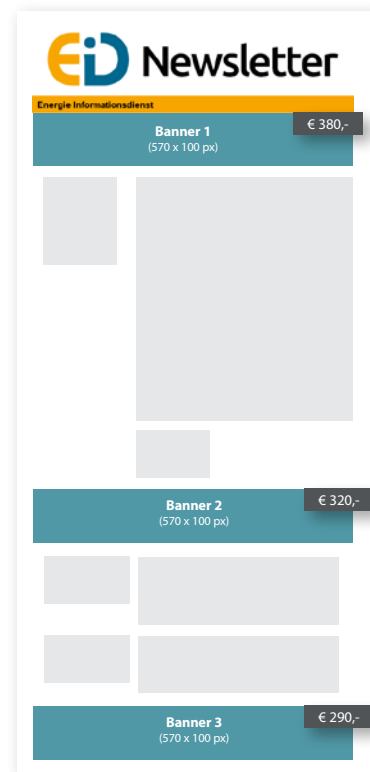 EiD Newsletter
Energie Informationsdienst
€ 380,-
Banner 1
(570 x 100 px)
€ 320,-
Banner 2
(570 x 100 px)
€ 290,-
Banner 3
(570 x 100 px)